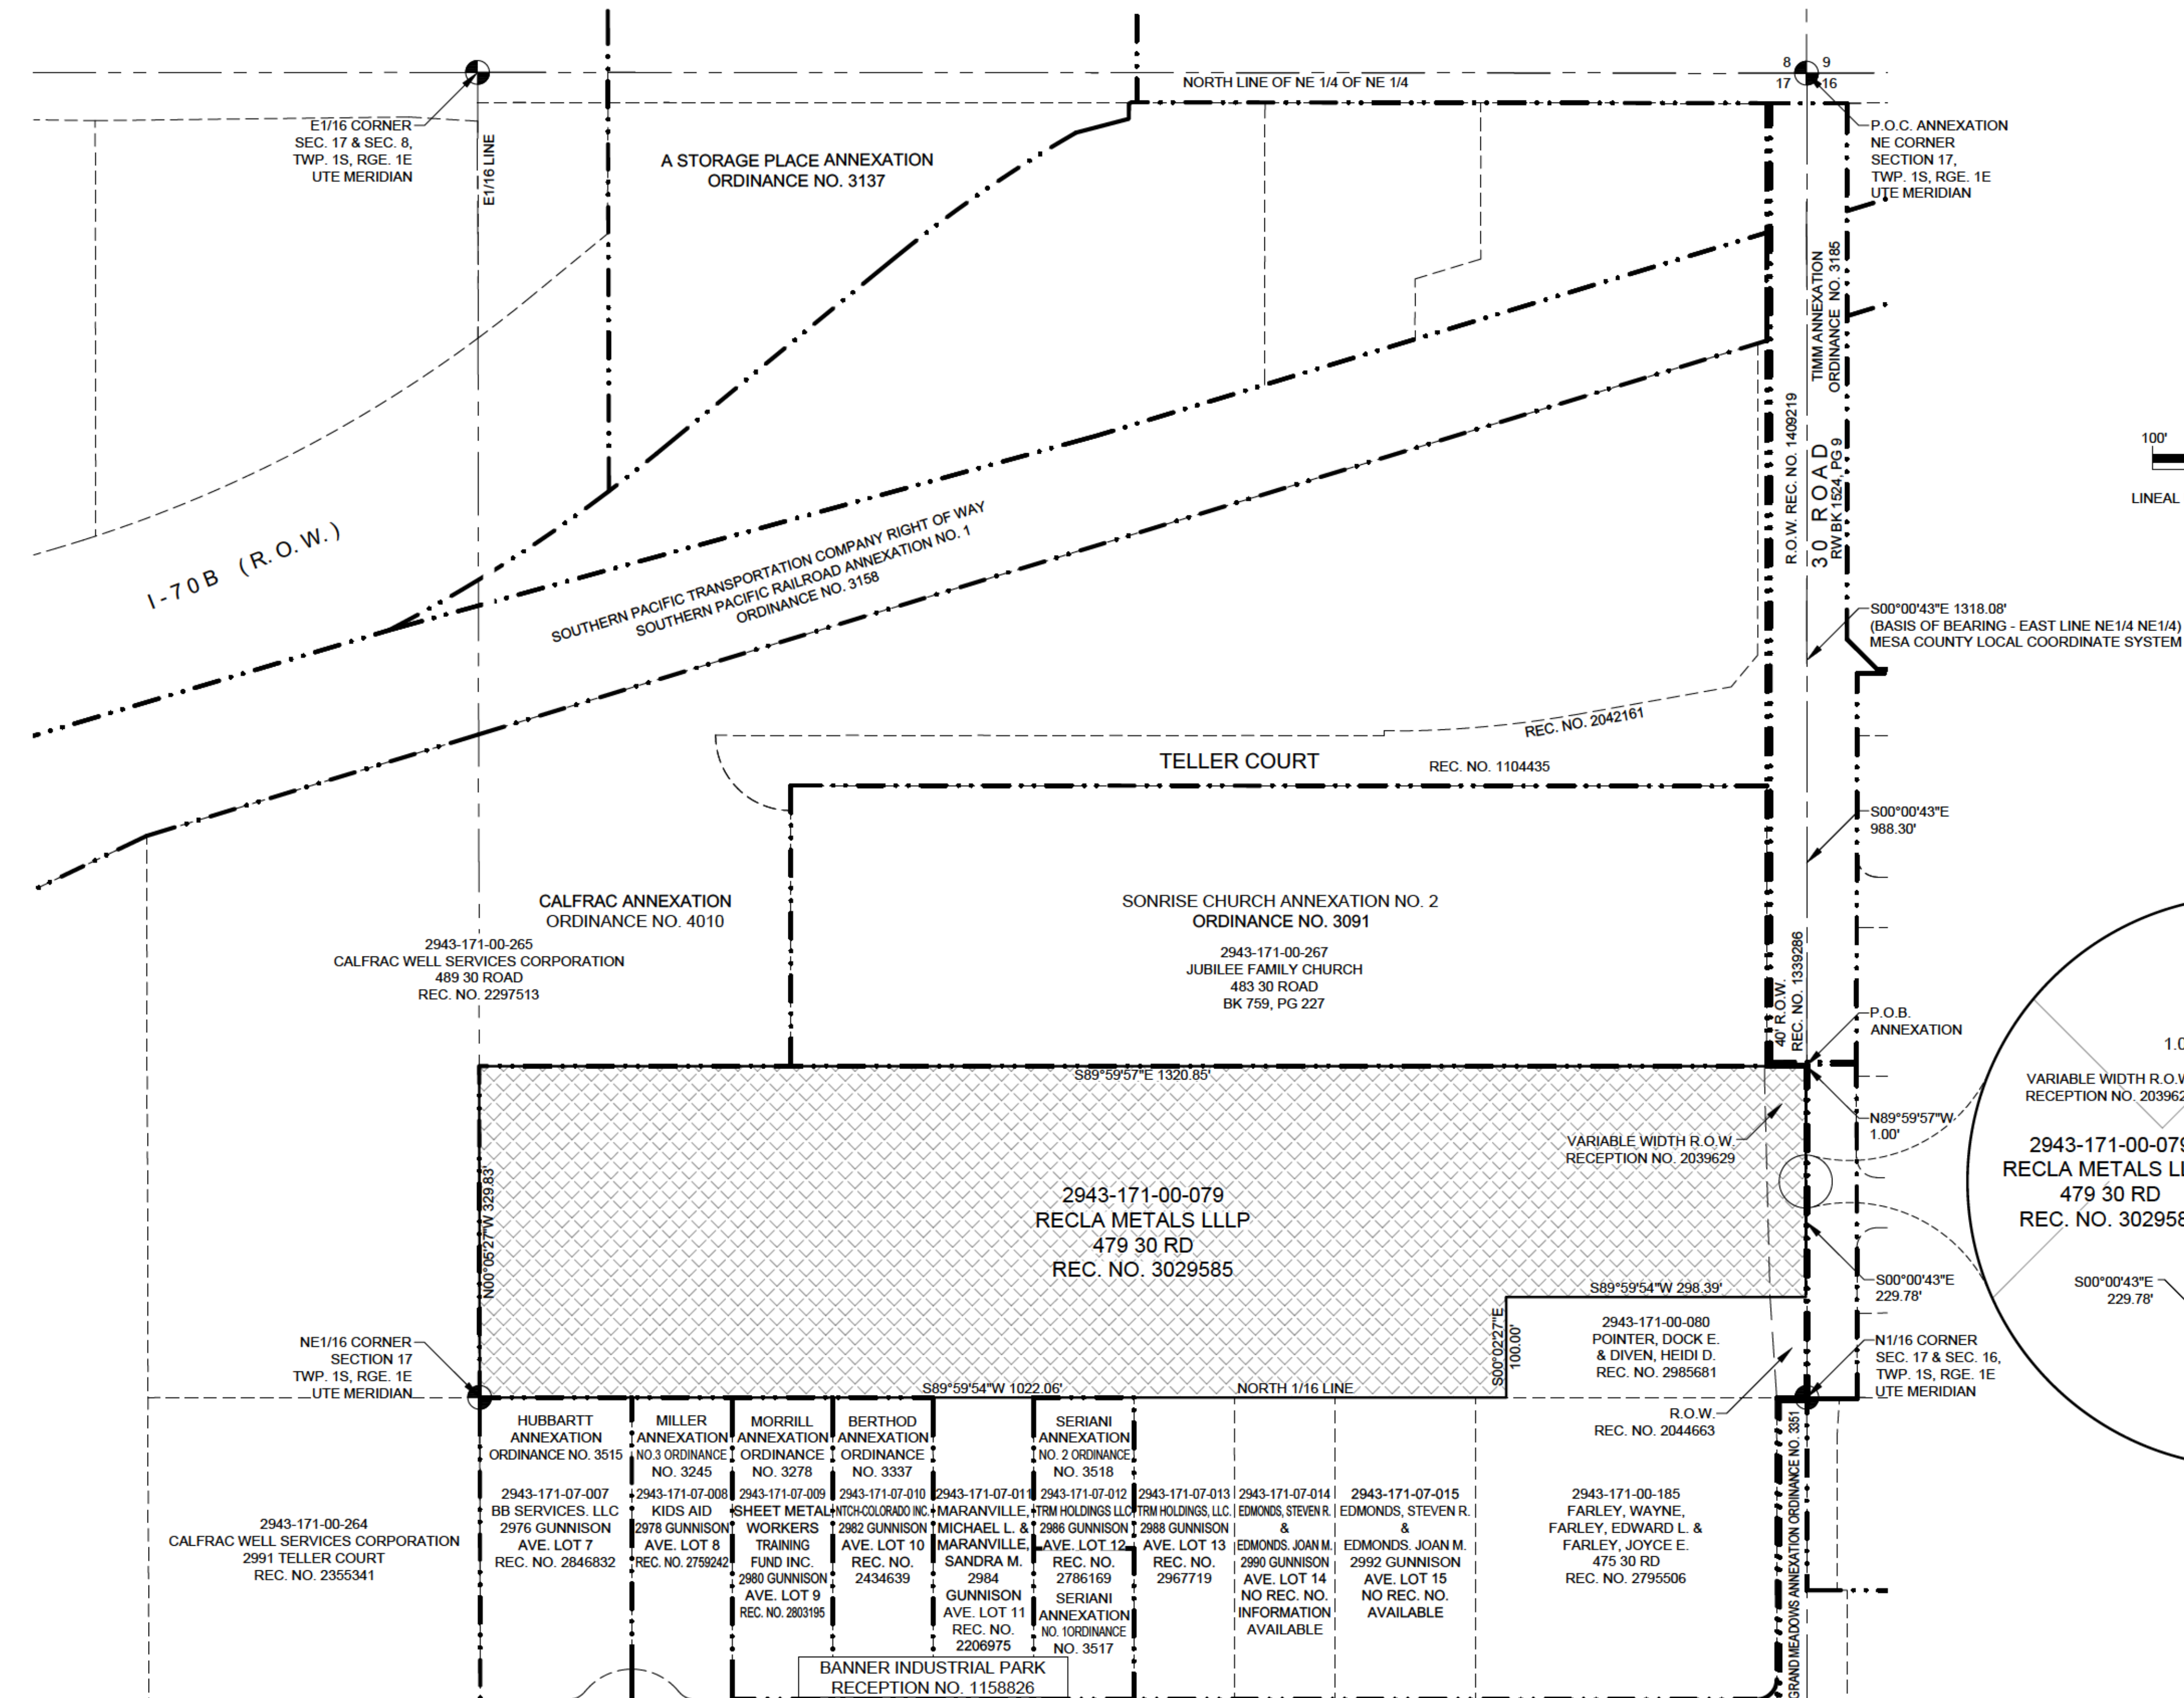 NORTH LINE OF NE 1/4 OF NE 1/4
8 9
17 16
E1/16 CORNER
SEC. 17 & SEC. 8,
TWP. 1S, RGE. 1E
UTE MERIDIAN
E1/16 LINE
A STORAGE PLACE ANNEXATION
ORDINANCE NO. 3137
P.O.C. ANNEXATION
NE CORNER
SECTION 17,
TWP. 1S, RGE. 1E
UTE MERIDIAN
TIMM ANNEXATION
ORDINANCE NO. 3185
R.O.W. REC. NO. 1409219
30 ROAD
RW BK 1524, PG 9
100'
LINEAL
I-70B (R.O.W.)
SOUTHERN PACIFIC TRANSPORTATION COMPANY RIGHT OF WAY
SOUTHERN PACIFIC RAILROAD ANNEXATION NO. 1
ORDINANCE NO. 3158
S00°00'43"E 1318.08'
(BASIS OF BEARING - EAST LINE NE1/4 NE1/4)
MESA COUNTY LOCAL COORDINATE SYSTEM
REC. NO. 2042161
TELLER COURT
REC. NO. 1104435
S00°00'43"E
988.30'
CALFRAC ANNEXATION
ORDINANCE NO. 4010
2943-171-00-265
CALFRAC WELL SERVICES CORPORATION
489 30 ROAD
REC. NO. 2297513
SONRISE CHURCH ANNEXATION NO. 2
ORDINANCE NO. 3091
2943-171-00-267
JUBILEE FAMILY CHURCH
483 30 ROAD
BK 759, PG 227
40' R.O.W.
REC. NO. 1339286
P.O.B.
ANNEXATION
S89°59'57"E 1320.85'
N89°59'57"W
1.00'
VARIABLE WIDTH R.O.W.
RECEPTION NO. 2039629
N00°05'27"W 329.83'
2943-171-00-079
RECLA METALS LLLP
479 30 RD
REC. NO. 3029585
1.0
VARIABLE WIDTH R.O.W
RECEPTION NO. 203962
2943-171-00-079
RECLA METALS LL
479 30 RD
REC. NO. 302958
S00°00'43"E
229.78'
S00°00'43"E
229.78'
S89°59'54"W 298.39'
S00°02'27"E
100.00'
2943-171-00-080
POINTER, DOCK E.
& DIVEN, HEIDI D.
REC. NO. 2985681
NE1/16 CORNER
SECTION 17
TWP. 1S, RGE. 1E
UTE MERIDIAN
N1/16 CORNER
SEC. 17 & SEC. 16,
TWP. 1S, RGE. 1E
UTE MERIDIAN
S89°59'54"W 1022.06'
NORTH 1/16 LINE
R.O.W.
REC. NO. 2044663
HUBBARTT
ANNEXATION
ORDINANCE NO. 3515
2943-171-07-007
BB SERVICES. LLC
2976 GUNNISON
AVE. LOT 7
REC. NO. 2846832
MILLER
ANNEXATION
NO.3 ORDINANCE
NO. 3245
2943-171-07-008
KIDS AID
2978 GUNNISON
AVE. LOT 8
REC. NO. 2759242
MORRILL
ANNEXATION
ORDINANCE
NO. 3278
2943-171-07-009
SHEET METAL
WORKERS
TRAINING
FUND INC.
2980 GUNNISON
AVE. LOT 9
REC. NO. 2803195
BERTHOD
ANNEXATION
ORDINANCE
NO. 3337
2943-171-07-010
NTCH-COLORADO INC.
2982 GUNNISON
AVE. LOT 10
REC. NO.
2434639
2943-171-07-011
MARANVILLE,
MICHAEL L. &
MARANVILLE,
SANDRA M.
2984
GUNNISON
AVE. LOT 11
REC. NO.
2206975
SERIANI
ANNEXATION
NO. 2 ORDINANCE
NO. 3518
2943-171-07-012
TRM HOLDINGS LLC
2986 GUNNISON
AVE. LOT 12
REC. NO.
2786169
SERIANI
ANNEXATION
NO. 1ORDINANCE
NO. 3517
2943-171-07-013
TRM HOLDINGS, LLC.
2988 GUNNISON
AVE. LOT 13
REC. NO.
2967719
2943-171-07-014
EDMONDS, STEVEN R.
&
EDMONDS. JOAN M.
2990 GUNNISON
AVE. LOT 14
NO REC. NO.
INFORMATION
AVAILABLE
2943-171-07-015
EDMONDS, STEVEN R.
&
EDMONDS. JOAN M.
2992 GUNNISON
AVE. LOT 15
NO REC. NO.
AVAILABLE
2943-171-00-185
FARLEY, WAYNE,
FARLEY, EDWARD L. &
FARLEY, JOYCE E.
475 30 RD
REC. NO. 2795506
GRAND MEADOWS ANNEXATION ORDINANCE NO. 3351
2943-171-00-264
CALFRAC WELL SERVICES CORPORATION
2991 TELLER COURT
REC. NO. 2355341
BANNER INDUSTRIAL PARK
RECEPTION NO. 1158826